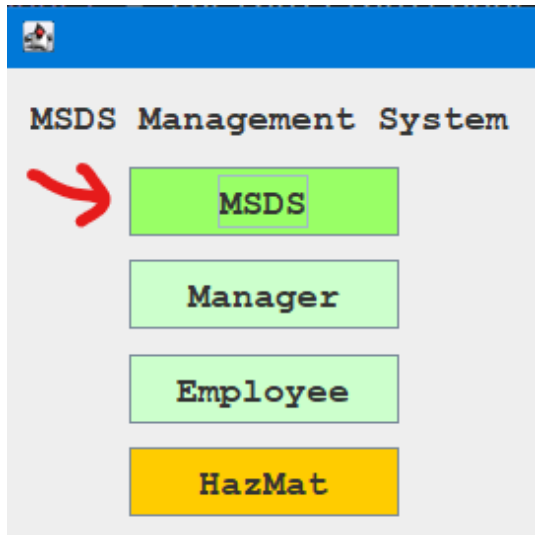 MSDS Management System
MSDS
Manager
Employee
HazMat